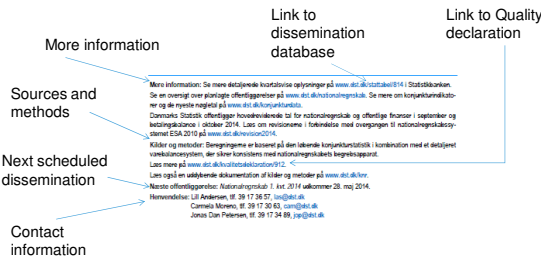 Link to
dissemination
database
Link to Quality
declaration
More information
More information: Se mere detaljerede kvartalsvise oplysninger på www.dst.dk/stattabel/814 i Statistikbanken.
Se en oversigt over planlagte offentliggørelser på www.dst.dk/nationalregnskab. Se mere om konjunkturindikato-
rer og de nyeste nøgletal på www.dst.dk/konjunkturdata.
Sources and
methods
Danmarks Statistik offentliggør hovedreviderede tal for nationalregnskab og offentlige finanser i september og
betalingsbalance i oktober 2014. Læs om revisionerne i forbindelse med overgangen til nationalregnskabssy-
stemet ESA 2010 på www.dst.dk/revision2014.
Kilder og metoder: Beregningerne er baseret på den løbende konjunkturstatistik i kombination med et detaljeret
varebalancesystem, der sikrer konsistens med nationalregnskabets begrebsapparat.
Læs mere på www.dst.dk/kvalitetsdeklaration/912.
Læs også en uddybende dokumentation af kilder og metoder på www.dst.dk/knr.
Next scheduled
dissemination
Næste offentliggørelse: Nationalregnskab 1. kvt. 2014 udkommer 28. maj 2014.
Henvendelse: Lill Andersen, tlf. 39 17 36 57, las@dst.dk
Carmela Moreno, tlf. 39 17 30 63, cam@dst.dk
Jonas Dan Petersen, tlf. 39 17 34 89, jop@dst.dk
Contact
information